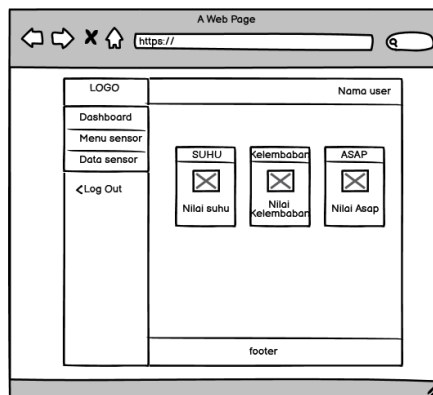 A Web Page
https://
LOGO
Nama user
Dashboard
Menu sensor
Data sensor
<Log Out
SUHU
Nilai suhu
Kelembaban
Nilai
Kelembaban
ASAP
Nilai Asap
footer